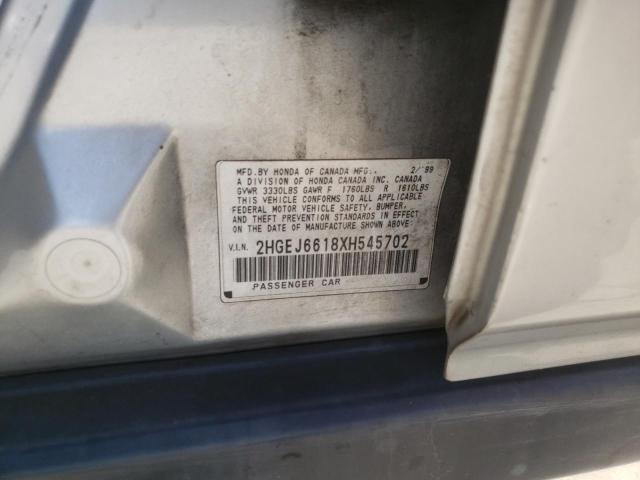 MFD.BY HONDA OF CANADA MFG., 2/'99
A DIVISION OF HONDA CANADA INC. CANADA
GVWR 3330LBS GAWR F 1760LBS R 1610LBS
THIS VEHICLE CONFORMS TO ALL APPLICABLE
FEDERAL MOTOR VEHICLE SAFETY, BUMPER,
AND THEFT PREVENTION STANDARDS IN EFFECT
ON THE DATE OF MANUFACTURE SHOWN ABOVE.
V.I.N. 2HGEJ6618XH545702
PASSENGER CAR